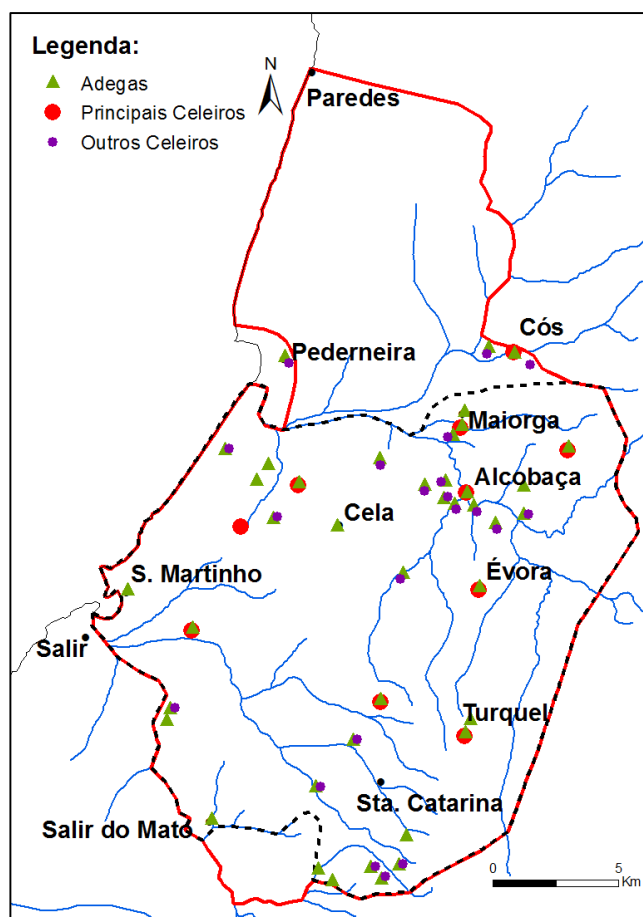 Legenda:
Adegas
Principais Celeiros
Outros Celeiros
N
Paredes
Cós
Pederneira
Maiorga
Alcobaça
Cela
S. Martinho
Évora
Salir
Turquel
Sta. Catarina
Salir do Mato
0 5
Km